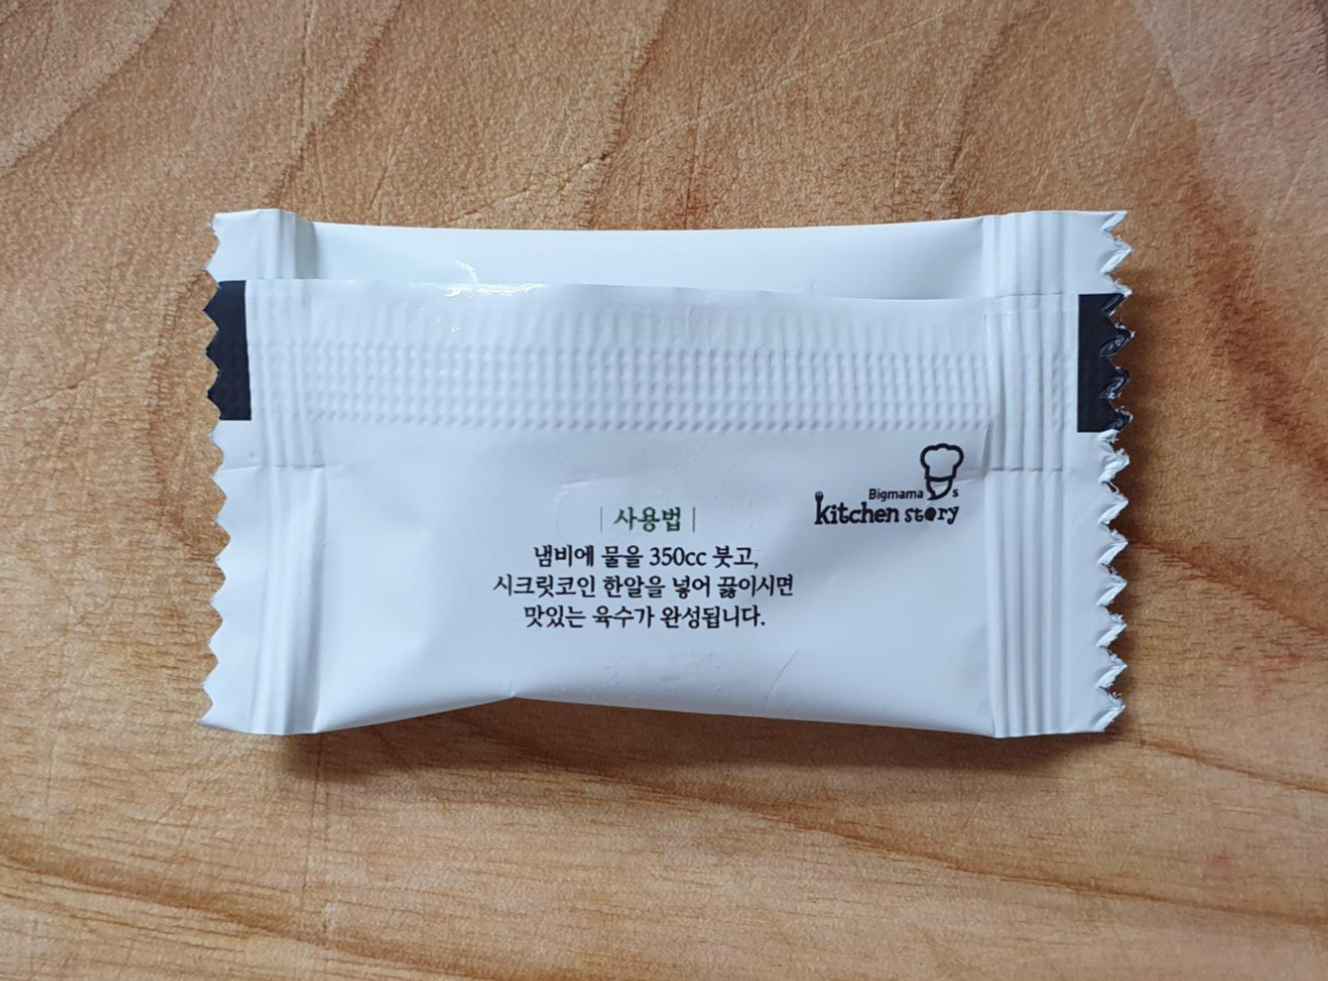 Bigmama's
kitchen story
사용법
냄비에 물을 350cc 붓고,
시크릿코인 한알을 넣어 끓이시면
맛있는 육수가 완성됩니다.